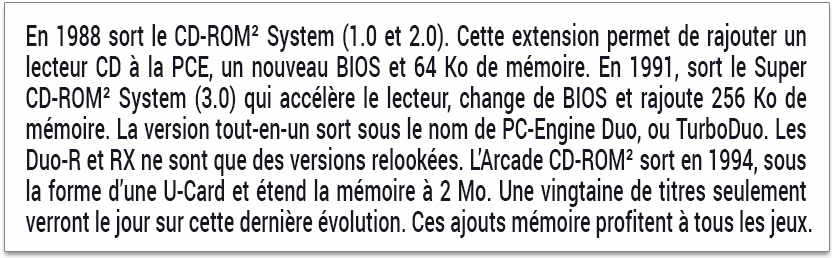 En 1988 sort le CD-ROM² System (1.0 et 2.0). Cette extension permet de rajouter un
lecteur CD à la PCE, un nouveau BIOS et 64 Ko de mémoire. En 1991, sort le Super
CD-ROM² System (3.0) qui accélère le lecteur, change de BIOS et rajoute 256 Ko de
mémoire. La version tout-en-un sort sous le nom de PC-Engine Duo, ou TurboDuo. Les
Duo-R et RX ne sont que des versions relookées. L’Arcade CD-ROM² sort en 1994, sous
la forme d’une U-Card et étend la mémoire à 2 Mo. Une vingtaine de titres seulement
verront le jour sur cette dernière évolution. Ces ajouts mémoire profitent à tous les jeux.